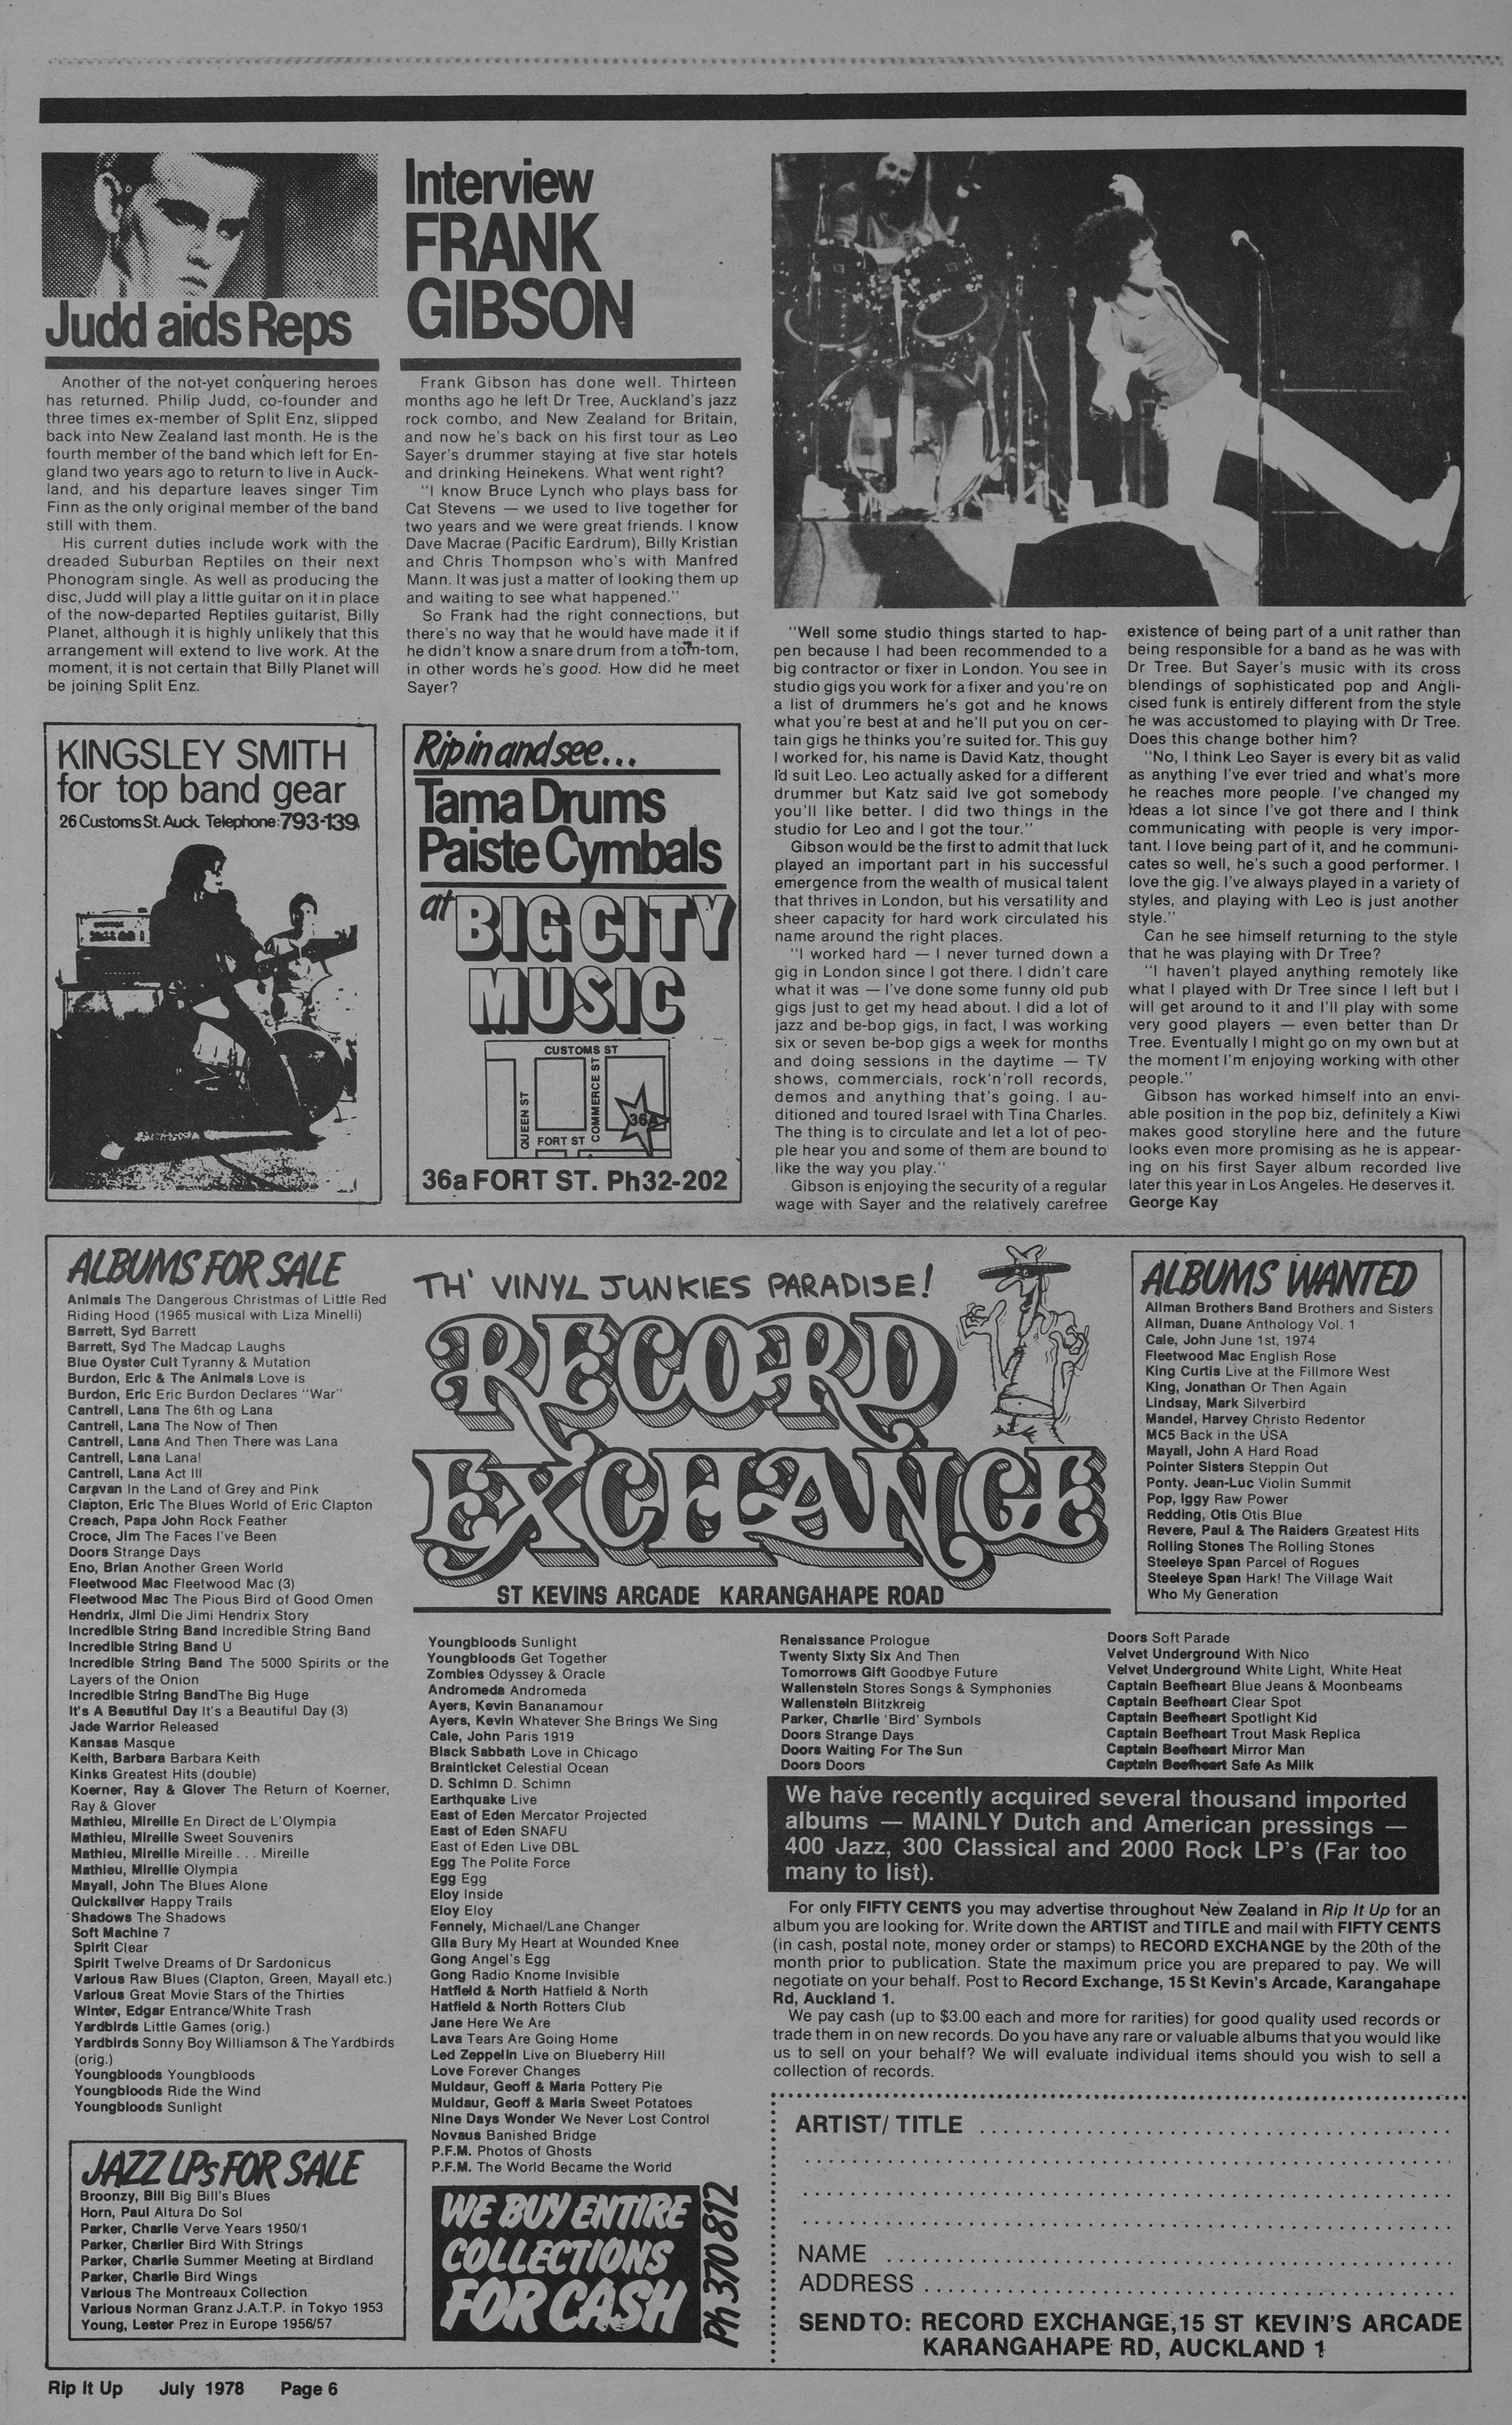 Judd aids Reps
Another of the not-yet conquering heroes
has returned. Philip Judd, co-founder and
three times ex-member of Split Enz, slipped
back into New Zealand last month. He is the
fourth member of the band which left for En-
gland two years ago to return to live in Auck-
land, and his departure leaves singer Tim
Finn as the only original member of the band
still with them.
His current duties include work with the
dreaded Suburban Reptiles on their next
Phonogram single. As well as producing the
disc, Judd will play a little guitar on it in place
of the now-departed Reptiles guitarist, Billy
Planet, although it is highly unlikely that this
arrangement will extend to live work. At the
moment, it is not certain that Billy Planet will
be joining Split Enz.
Interview
FRANK
GIBSON
Frank Gibson has done well. Thirteen
months ago he left Dr Tree, Auckland's jazz
rock combo, and New Zealand for Britain,
and now he's back on his first tour as Leo
Sayer's drummer staying at five star hotels
and drinking Heinekens. What went right?
"I know Bruce Lynch who plays bass for
Cat Stevens — we used to live together for
two years and we were great friends. I know
Dave Macrae (Pacific Eardrum), Billy Kristian
and Chris Thompson who's with Manfred
Mann. It was just a matter of looking them up
and waiting to see what happened."
So Frank had the right connections, but
there's no way that he would have made it if
he didn't know a snare drum from a tom-tom,
in other words he's good. How did he meet
Sayer?
"Well some studio things started to hap-
pen because I had been recommended to a
big contractor or fixer in London. You see in
studio gigs you work for a fixer and you're on
a list of drummers he's got and he knows
what you're best at and he'll put you on cer-
tain gigs he thinks you're suited for. This guy
I worked for, his name is David Katz, thought
I'd suit Leo. Leo actually asked for a different
drummer but Katz said Ive got somebody
you'll like better. I did two things in the
studio for Leo and I got the tour."
Gibson would be the first to admit that luck
played an important part in his successful
emergence from the wealth of musical talent
that thrives in London, but his versatility and
sheer capacity for hard work circulated his
name around the right places.
"I worked hard — I never turned down a
gig in London since I got there. I didn't care
what it was — I've done some funny old pub
gigs just to get my head about. I did a lot of
jazz and be-bop gigs, in fact, I was working
six or seven be-bop gigs a week for months
and doing sessions in the daytime — TV
shows, commercials, rock'n'roll records,
demos and anything that's going. I au-
ditioned and toured Israel with Tina Charles.
The thing is to circulate and let a lot of peo-
ple hear you and some of them are bound to
like the way you play."
Gibson is enjoying the security of a regular
wage with Sayer and the relatively carefree
existence of being part of a unit rather than
being responsible for a band as he was with
Dr Tree. But Sayer's music with its cross
blendings of sophisticated pop and Angli-
cised funk is entirely different from the style
he was accustomed to playing with Dr Tree.
Does this change bother him?
"No, I think Leo Sayer is every bit as valid
as anything I've ever tried and what's more
he reaches more people. I've changed my
ideas a lot since I've got there and I think
communicating with people is very impor-
tant. I love being part of it, and he communi-
cates so well, he's such a good performer. I
love the gig. I've always played in a variety of
styles, and playing with Leo is just another
style."
Can he see himself returning to the style
that he was playing with Dr Tree?
"I haven't played anything remotely like
what I played with Dr Tree since I left but I
will get around to it and I'll play with some
very good players — even better than Dr
Tree. Eventually I might go on my own but at
the moment I'm enjoying working with other
people."
Gibson has worked himself into an envi-
able position in the pop biz, definitely a Kiwi
makes good storyline here and the future
looks even more promising as he is appear-
ing on his first Sayer album recorded live
later this year in Los Angeles. He deserves it.
George Kay
KINGSLEY SMITH
for top band gear
26 Customs St. Auck. Telephone: 793-139
Rip in and see...
Tama Drums
Paiste Cymbals
at BIG CITY
MUSIC
CUSTOMS ST
QUEEN ST
COMMERCE ST
36A
FORT ST
36a FORT ST. Ph 32-202
ALBUMS FOR SALE
Animals The Dangerous Christmas of Little Red
Riding Hood (1965 musical with Liza Minelli)
Barrett, Syd Barrett
Barrett, Syd The Madcap Laughs
Blue Oyster Cult Tyranny & Mutation
Burdon, Eric & The Animals Love is
Burdon, Eric Eric Burdon Declares "War"
Cantrell, Lana The 6th og Lana
Cantrell, Lana The Now of Then
Cantrell, Lana And Then There was Lana
Cantrell, Lana Lana!
Cantrell, Lana Act III
Caravan In the Land of Grey and Pink
Clapton, Eric The Blues World of Eric Clapton
Creach, Papa John Rock Feather
Croce, Jim The Faces I've Been
Doors Strange Days
Eno, Brian Another Green World
Fleetwood Mac Fleetwood Mac (3)
Fleetwood Mac The Pious Bird of Good Omen
Hendrix, Jimi Die Jimi Hendrix Story
Incredible String Band Incredible String Band
Incredible String Band U
Incredible String Band The 5000 Spirits or the
Layers of the Onion
Incredible String BandThe Big Huge
It's A Beautiful Day It's a Beautiful Day (3)
Jade Warrior Released
Kansas Masque
Keith, Barbara Barbara Keith
Kinks Greatest Hits (double)
Koerner, Ray & Glover The Return of Koerner,
Ray & Glover
Mathieu, Mireille En Direct de L'Olympia
Mathieu, Mireille Sweet Souvenirs
Mathieu, Mireille Mireille . . . Mireille
Mathieu, Mireille Olympia
Mayall, John The Blues Alone
Quicksilver Happy Trails
Shadows The Shadows
Soft Machine 7
Spirit Clear
Spirit Twelve Dreams of Dr Sardonicus
Various Raw Blues (Clapton, Green, Mayall etc.)
Various Great Movie Stars of the Thirties
Winter, Edgar Entrance/White Trash
Yardbirds Little Games (orig.)
Yardbirds Sonny Boy Williamson & The Yardbirds
(orig.)
Youngbloods Youngbloods
Youngbloods Ride the Wind
Youngbloods Sunlight
JAZZ LPs FOR SALE
Broonzy, Bill Big Bill's Blues
Horn, Paul Altura Do Sol
Parker, Charlie Verve Years 1950/1
Parker, Charlier Bird With Strings
Parker, Charlie Summer Meeting at Birdland
Parker, Charlie Bird Wings
Various The Montreaux Collection
Various Norman Granz J.A.T.P. in Tokyo 1953
Young, Lester Prez in Europe 1956/57
TH' VINYL JUNKIES PARADISE!
RECORD
EXCHANGE
ST KEVINS ARCADE KARANGAHAPE ROAD
Youngbloods Sunlight
Youngbloods Get Together
Zombies Odyssey & Oracle
Andromeda Andromeda
Ayers, Kevin Bananamour
Ayers, Kevin Whatever She Brings We Sing
Cale, John Paris 1919
Black Sabbath Love in Chicago
Brainticket Celestial Ocean
D. Schimn D. Schimn
Earthquake Live
East of Eden Mercator Projected
East of Eden SNAFU
East of Eden Live DBL
Egg The Polite Force
Egg Egg
Eloy Inside
Eloy Eloy
Fennely, Michael/Lane Changer
Gila Bury My Heart at Wounded Knee
Gong Angel's Egg
Gong Radio Knome Invisible
Hatfield & North Hatfield & North
Hatfield & North Rotters Club
Jane Here We Are
Lava Tears Are Going Home
Led Zeppelin Live on Blueberry Hill
Love Forever Changes
Muldaur, Geoff & Maria Pottery Pie
Muldaur, Geoff & Maria Sweet Potatoes
Nine Days Wonder We Never Lost Control
Novaus Banished Bridge
P.F.M. Photos of Ghosts
P.F.M. The World Became the World
WE BUY ENTIRE
COLLECTIONS
FOR CASH
Ph 370 812
ALBUMS WANTED
Allman Brothers Band Brothers and Sisters
Allman, Duane Anthology Vol. 1
Cale, John June 1st, 1974
Fleetwood Mac English Rose
King Curtis Live at the Fillmore West
King, Jonathan Or Then Again
Lindsay, Mark Silverbird
Mandel, Harvey Christo Redentor
MC5 Back in the USA
Mayall, John A Hard Road
Pointer Sisters Steppin Out
Ponty. Jean-Luc Violin Summit
Pop, Iggy Raw Power
Redding, Otis Otis Blue
Revere, Paul & The Raiders Greatest Hits
Rolling Stones The Rolling Stones
Steeleye Span Parcel of Rogues
Steeleye Span Hark! The Village Wait
Who My Generation
Renaissance Prologue
Twenty Sixty Six And Then
Tomorrows Gift Goodbye Future
Wallenstein Stores Songs & Symphonies
Wallenstein Blitzkreig
Parker, Charlie 'Bird' Symbols
Doors Strange Days
Doors Waiting For The Sun
Doors Doors
Doors Soft Parade
Velvet Underground With Nico
Velvet Underground White Light, White Heat
Captain Beefheart Blue Jeans & Moonbeams
Captain Beefheart Clear Spot
Captain Beefheart Spotlight Kid
Captain Beefheart Trout Mask Replica
Captain Beefheart Mirror Man
Captain Beefheart Safe As Milk
We have recently acquired several thousand imported
albums — MAINLY Dutch and American pressings —
400 Jazz, 300 Classical and 2000 Rock LP's (Far too
many to list).
For only FIFTY CENTS you may advertise throughout New Zealand in Rip It Up for an
album you are looking for. Write down the ARTIST and TITLE and mail with FIFTY CENTS
(in cash, postal note, money order or stamps) to RECORD EXCHANGE by the 20th of the
month prior to publication. State the maximum price you are prepared to pay. We will
negotiate on your behalf. Post to Record Exchange, 15 St Kevin's Arcade, Karangahape
Rd, Auckland 1.
We pay cash (up to $3.00 each and more for rarities) for good quality used records or
trade them in on new records. Do you have any rare or valuable albums that you would like
us to sell on your behalf? We will evaluate individual items should you wish to sell a
collection of records.
ARTIST/ TITLE
NAME
ADDRESS
SEND TO: RECORD EXCHANGE,15 ST KEVIN'S ARCADE
KARANGAHAPE RD, AUCKLAND 1
Rip It Up July 1978 Page 6